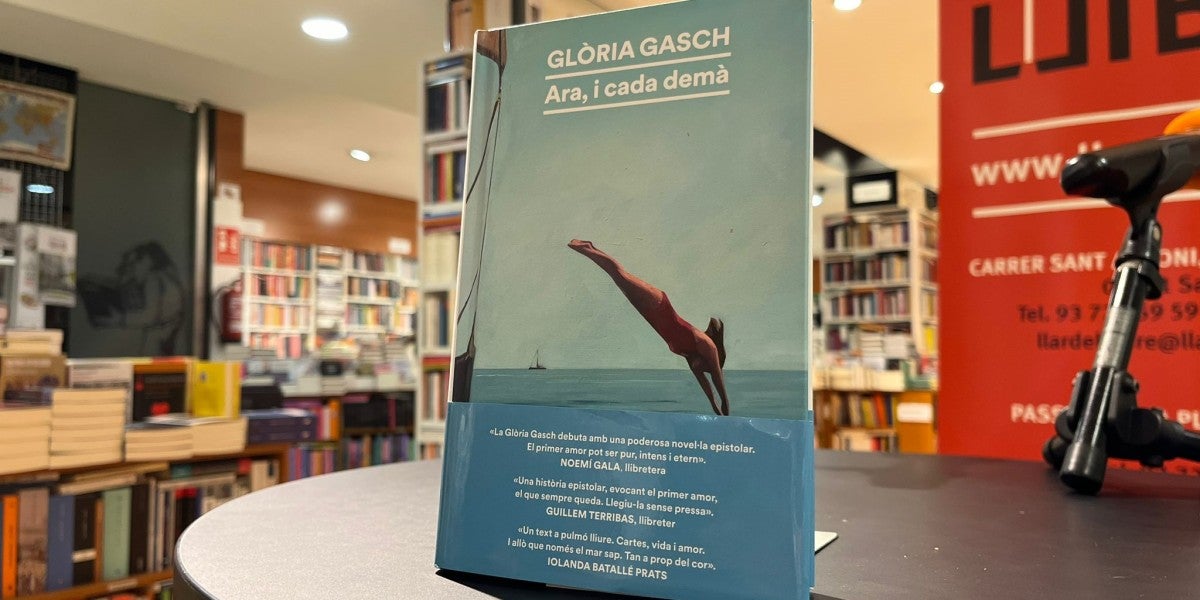 GLÒRIA GASCH
Ara, i cada demà
«La Glòria Gasch debuta amb una poderosa novel·la epistolar.
El primer amor pot ser pur, intens i etern».
NOEMÍ GALA, llibretera
«Una història epistolar, evocant el primer amor,
el que sempre queda. Llegiu-la sense pressa».
GUILLEM TERRIBAS, llibreter
«Un text a pulmó lliure. Cartes, vida i amor.
I allò que només el mar sap. Tan a prop del cor».
IOLANDA BATALLÉ PRATS
www.
CARRER SANT
Tel. 93